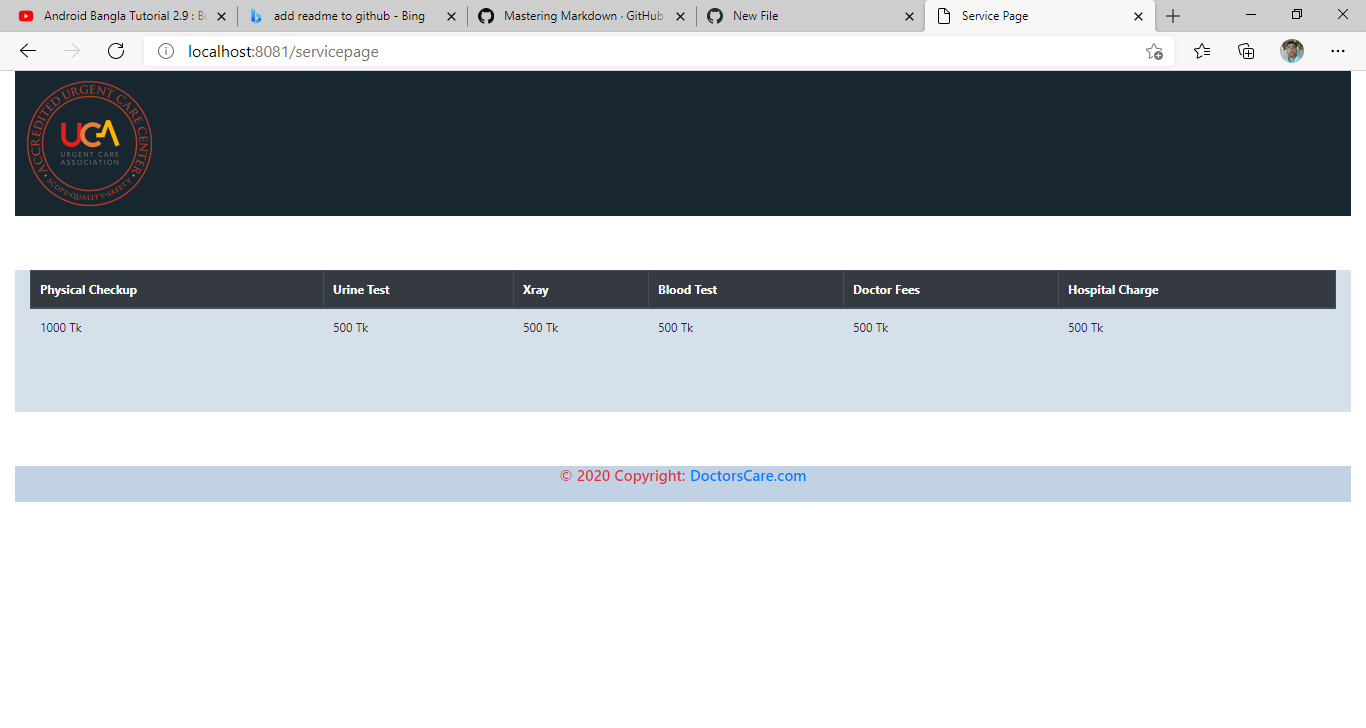 Android Bangla Tutorial 2.9 : B
add readme to github - Bing
Mastering Markdown · GitHub
New File
Service Page
localhost:8081/servicepage
ACCREDITED URGENT CARE CENTER
UCA
URGENT CARE
ASSOCIATION
SCOPE•QUALITY•SAFETY
Physical Checkup Urine Test Xray Blood Test Doctor Fees Hospital Charge
1000 Tk 500 Tk 500 Tk 500 Tk 500 Tk 500 Tk
© 2020 Copyright: DoctorsCare.com